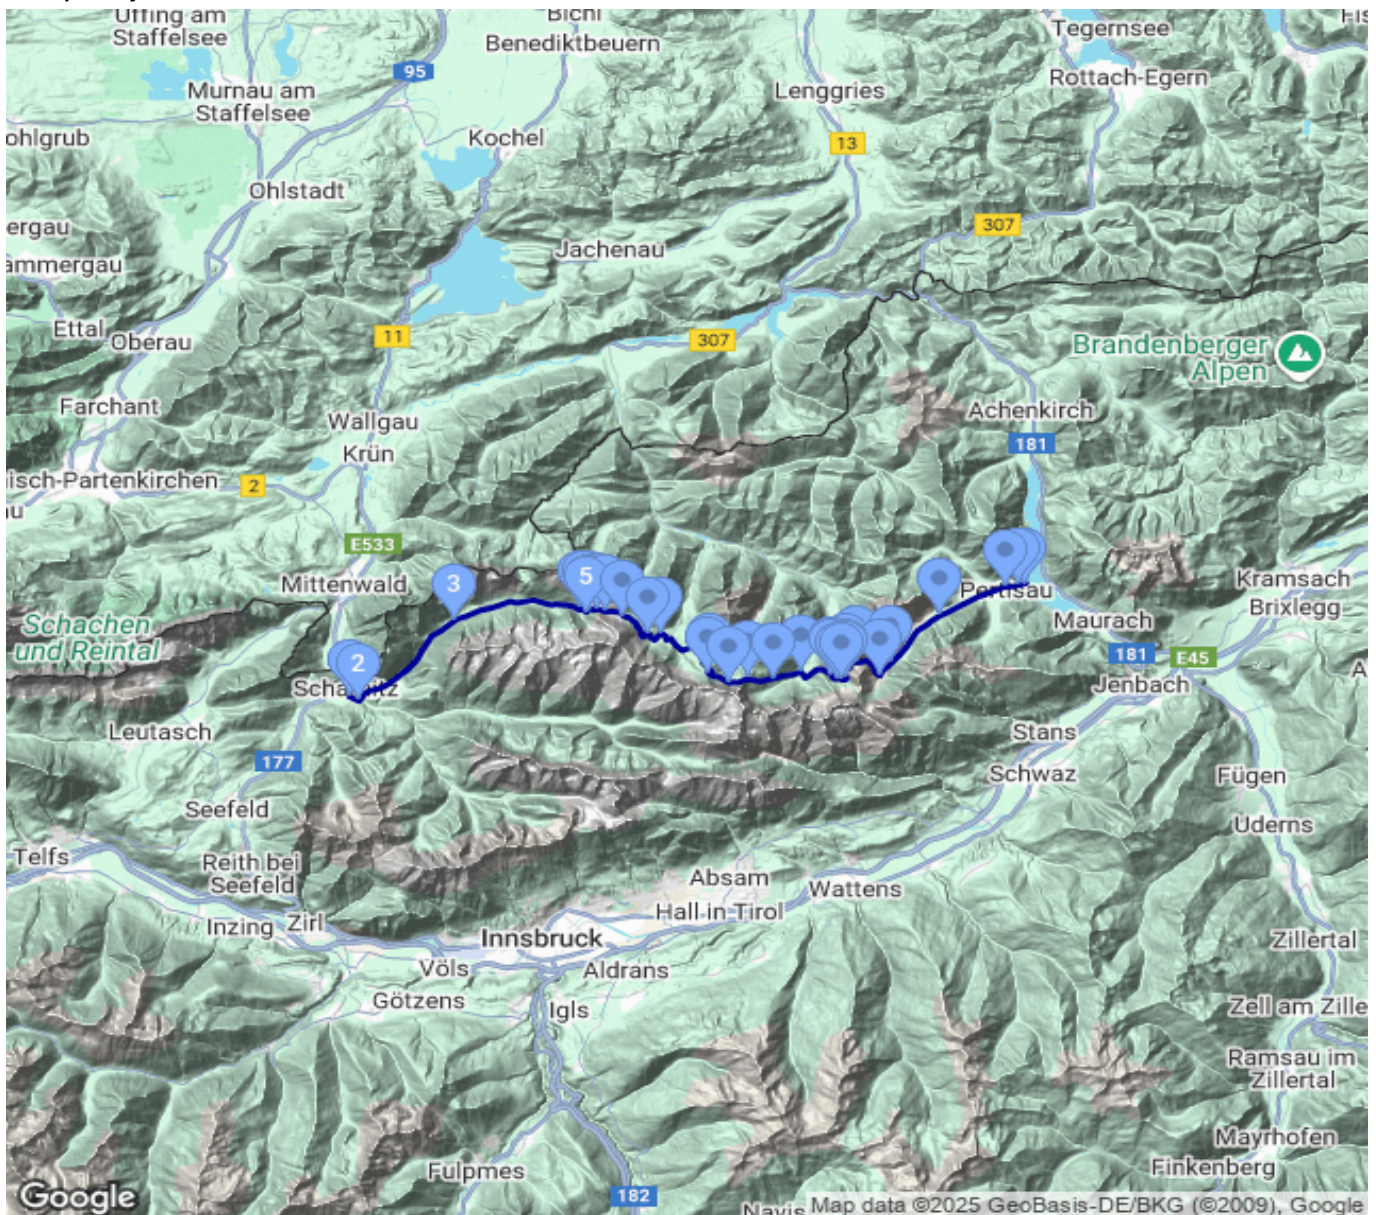 Uffing am
Staffelsee
Bichl
Benediktbeuern
Tegernsee
95
Rottach-Egern
Murnau am
Staffelsee
Lenggries
ohlgrub
Kochel
13
Ohlstadt
ergau
307
Jachenau
ammergau
Ettal
Oberau
11
307
Brandenberger
Alpen
Farchant
Achenkirch
Wallgau
181
Krün
isch-Partenkirchen
2
E533
Mittenwald
3
5
Pertisau
Kramsach
Brixlegg
Schachen
und Reintal
Maurach
181
E45
2
Jenbach
Leutasch
Stans
177
Schwaz
Fügen
Seefeld
Uderns
Telfs
Reith bei
Seefeld
Absam
Wattens
Hall in Tirol
Inzing
Zirl
Innsbruck
Zillertal
Völs
Aldrans
Götzens
Igls
Zell am Zille
Ramsau im
Zillertal
Mayrhofen
Fulpmes
Finkenberg
Google
182
Navis
Map data ©2025 GeoBasis-DE/BKG (©2009), Google